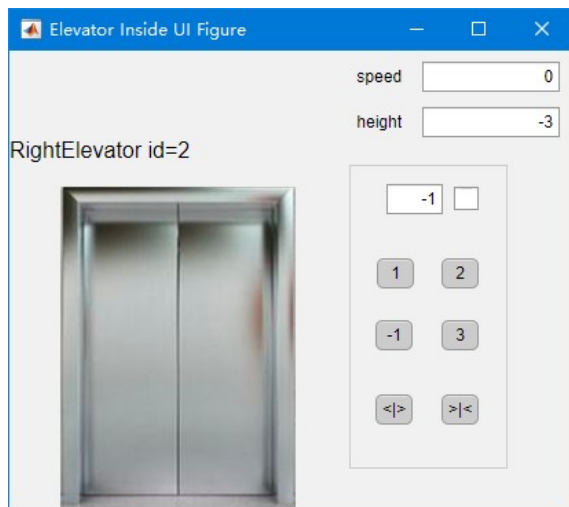 Elevator Inside UI Figure
speed 0
height -3
RightElevator id=2
-1
1 2
-1 3
<|> >|<